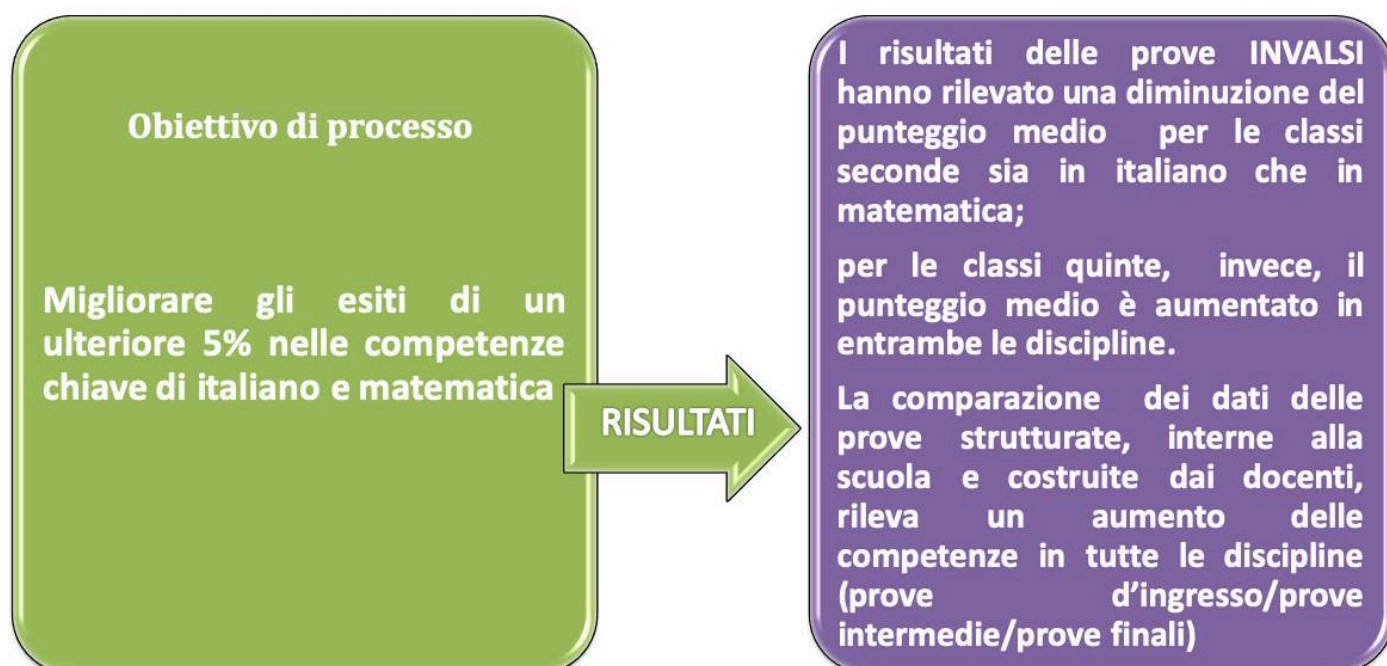 Obiettivo di processo
Migliorare gli esiti di un
ulteriore 5% nelle competenze
chiave di italiano e matematica
RISULTATI
I risultati delle prove INVALSI
hanno rilevato una diminuzione del
punteggio medio per le classi
seconde sia in italiano che in
matematica;
per le classi quinte, invece, il
punteggio medio è aumentato in
entrambe le discipline.
La comparazione dei dati delle
prove strutturate, interne alla
scuola e costruite dai docenti,
rileva un aumento delle
competenze in tutte le discipline
(prove d'ingresso/prove
intermedie/prove finali)